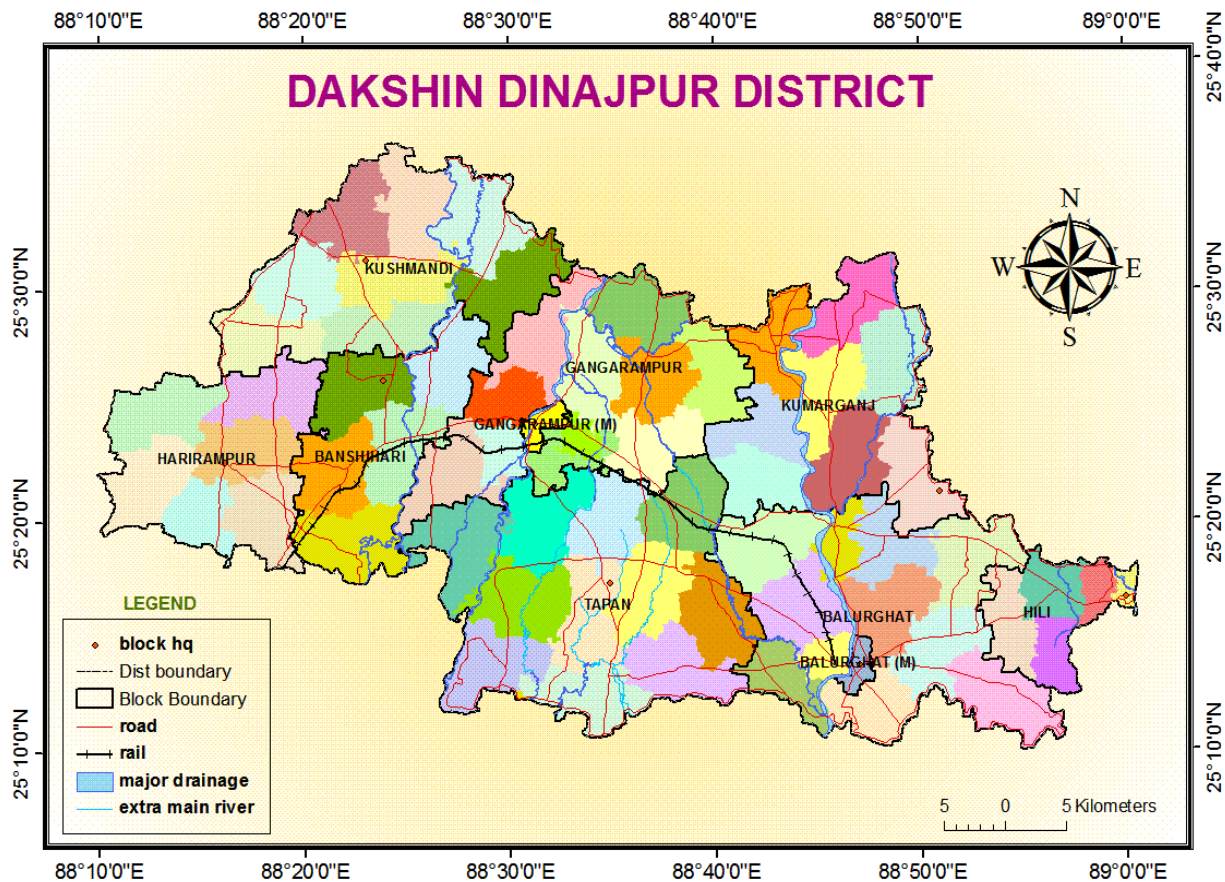 88°10'0"E 88°20'0"E 88°30'0"E 88°40'0"E 88°50'0"E 89°0'0"E
DAKSHIN DINAJPUR DISTRICT
25°40'0"N
N
W E
S
25°30'0"N 25°30'0"N
KUSHMANDI
GANGARAMPUR
KUMARGANJ
GANGARAMPUR (M)
HARIRAMPUR BANSHIHARI
25°20'0"N 25°20'0"N
TAPAN
BALURGHAT
HILI
BALURGHAT (M)
LEGEND
block hq
Dist boundary
Block Boundary
road
rail
major drainage
extra main river
25°10'0"N 25°10'0"N
5 0 5 Kilometers
88°10'0"E 88°20'0"E 88°30'0"E 88°40'0"E 88°50'0"E 89°0'0"E